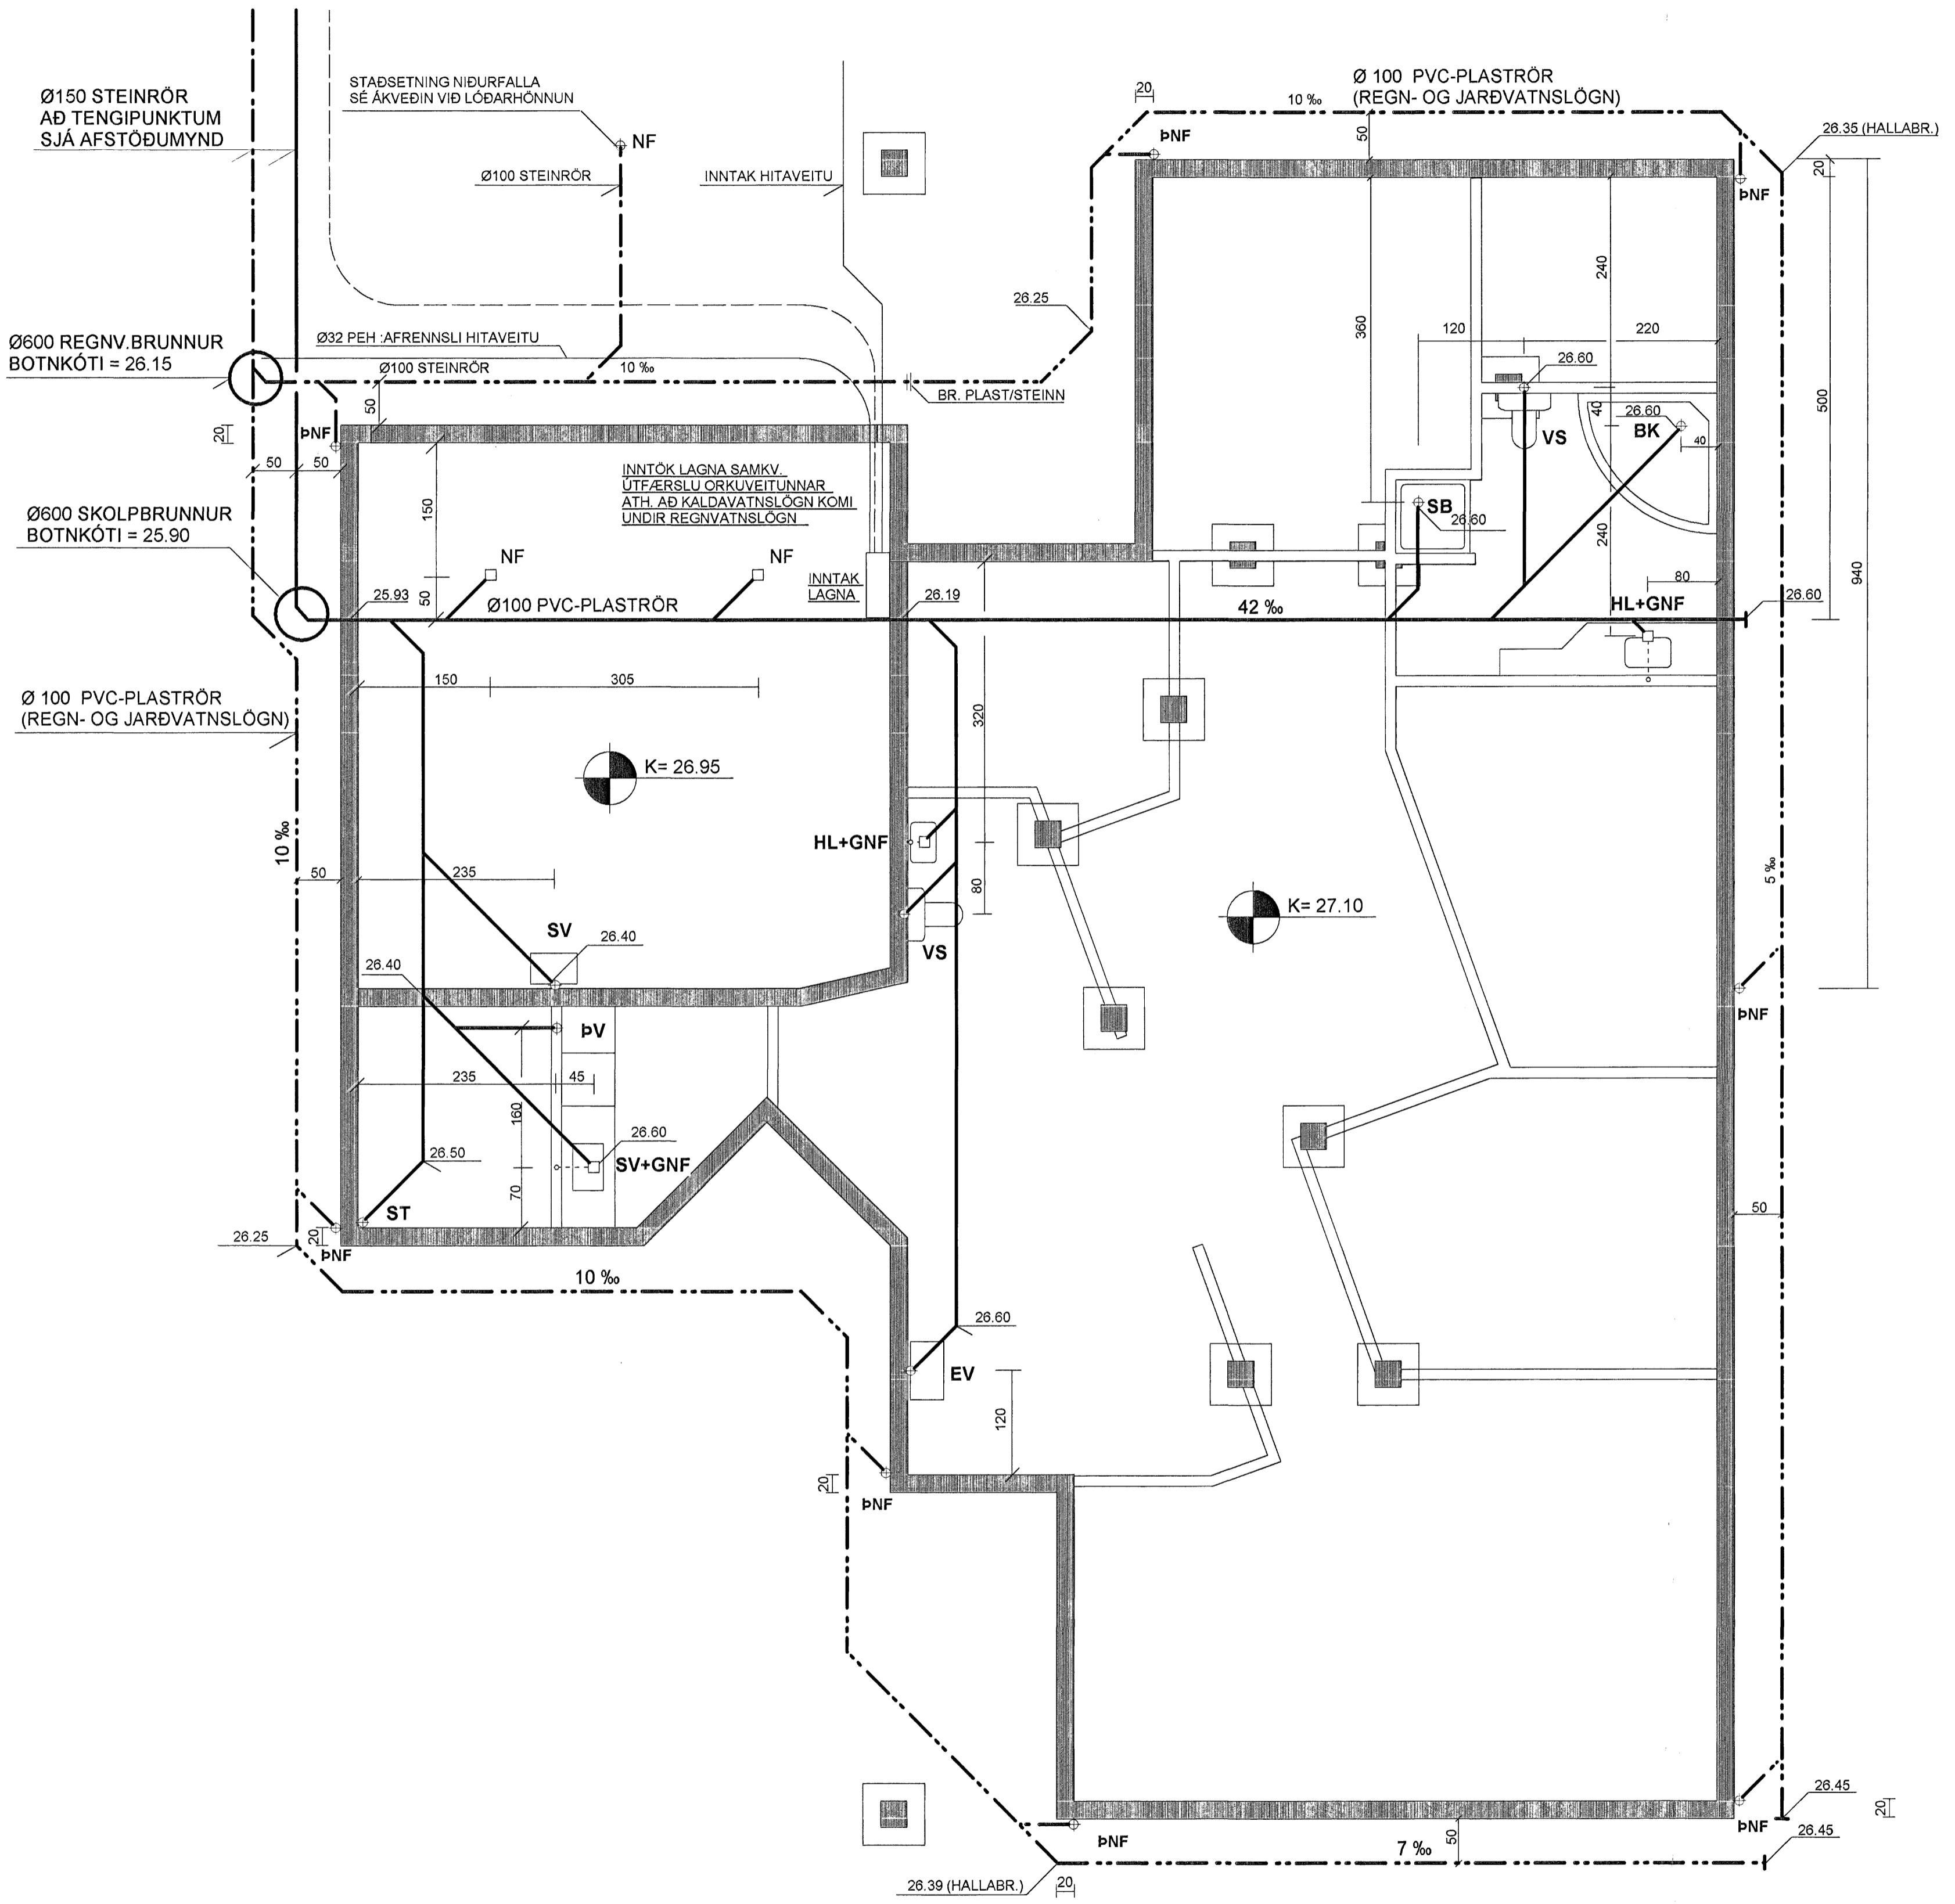 Ø150 STEINRÖR
AÐ TENGIPUNKTUM
SJÁ AFSTÖÐUMYND
STAÐSETNING NIÐURFALLA
SÉ ÁKVEÐIN VIÐ LÓÐARHÖNNUN
NF
Ø100 STEINRÖR
INNTAK HITAVEITU
Ø 100 PVC-PLASTRÖR
(REGN- OG JARÐVATNSLÖGN)
20
10 ‰
50
ÞNF
26.35 (HALLABR.)
20
ÞNF
240
360
26.25
120
220
26.60
500
Ø600 REGNV.BRUNNUR
BOTNKÓTI = 26.15
Ø32 PEH :AFRENNSLI HITAVEITU
Ø100 STEINRÖR
10 ‰
BR. PLAST/STEINN
50
20
ÞNF
40
26.60
BK
VS
40
50
50
INNTÖK LAGNA SAMKV.
ÚTFÆRSLU ORKUVEITUNNAR
ATH. AÐ KALDAVATNSLÖGN KOMI
UNDIR REGNVATNSLÖGN
150
SB
26.60
240
940
Ø600 SKOLPBRUNNUR
BOTNKÓTI = 25.90
NF
NF
INNTAK
LAGNA
80
25.93
50
Ø100 PVC-PLASTRÖR
26.19
42 ‰
HL+GNF
26.60
150
305
Ø 100 PVC-PLASTRÖR
(REGN- OG JARÐVATNSLÖGN)
320
K= 26.95
10 ‰
HL+GNF
50
235
80
5 ‰
K= 27.10
SV
26.40
VS
26.40
ÞNF
ÞV
235
45
160
26.60
SV+GNF
26.50
70
ST
50
26.25
20
ÞNF
10 ‰
26.60
EV
120
20
ÞNF
26.45
20
ÞNF
50
7 ‰
ÞNF
26.45
26.39 (HALLABR.)
20